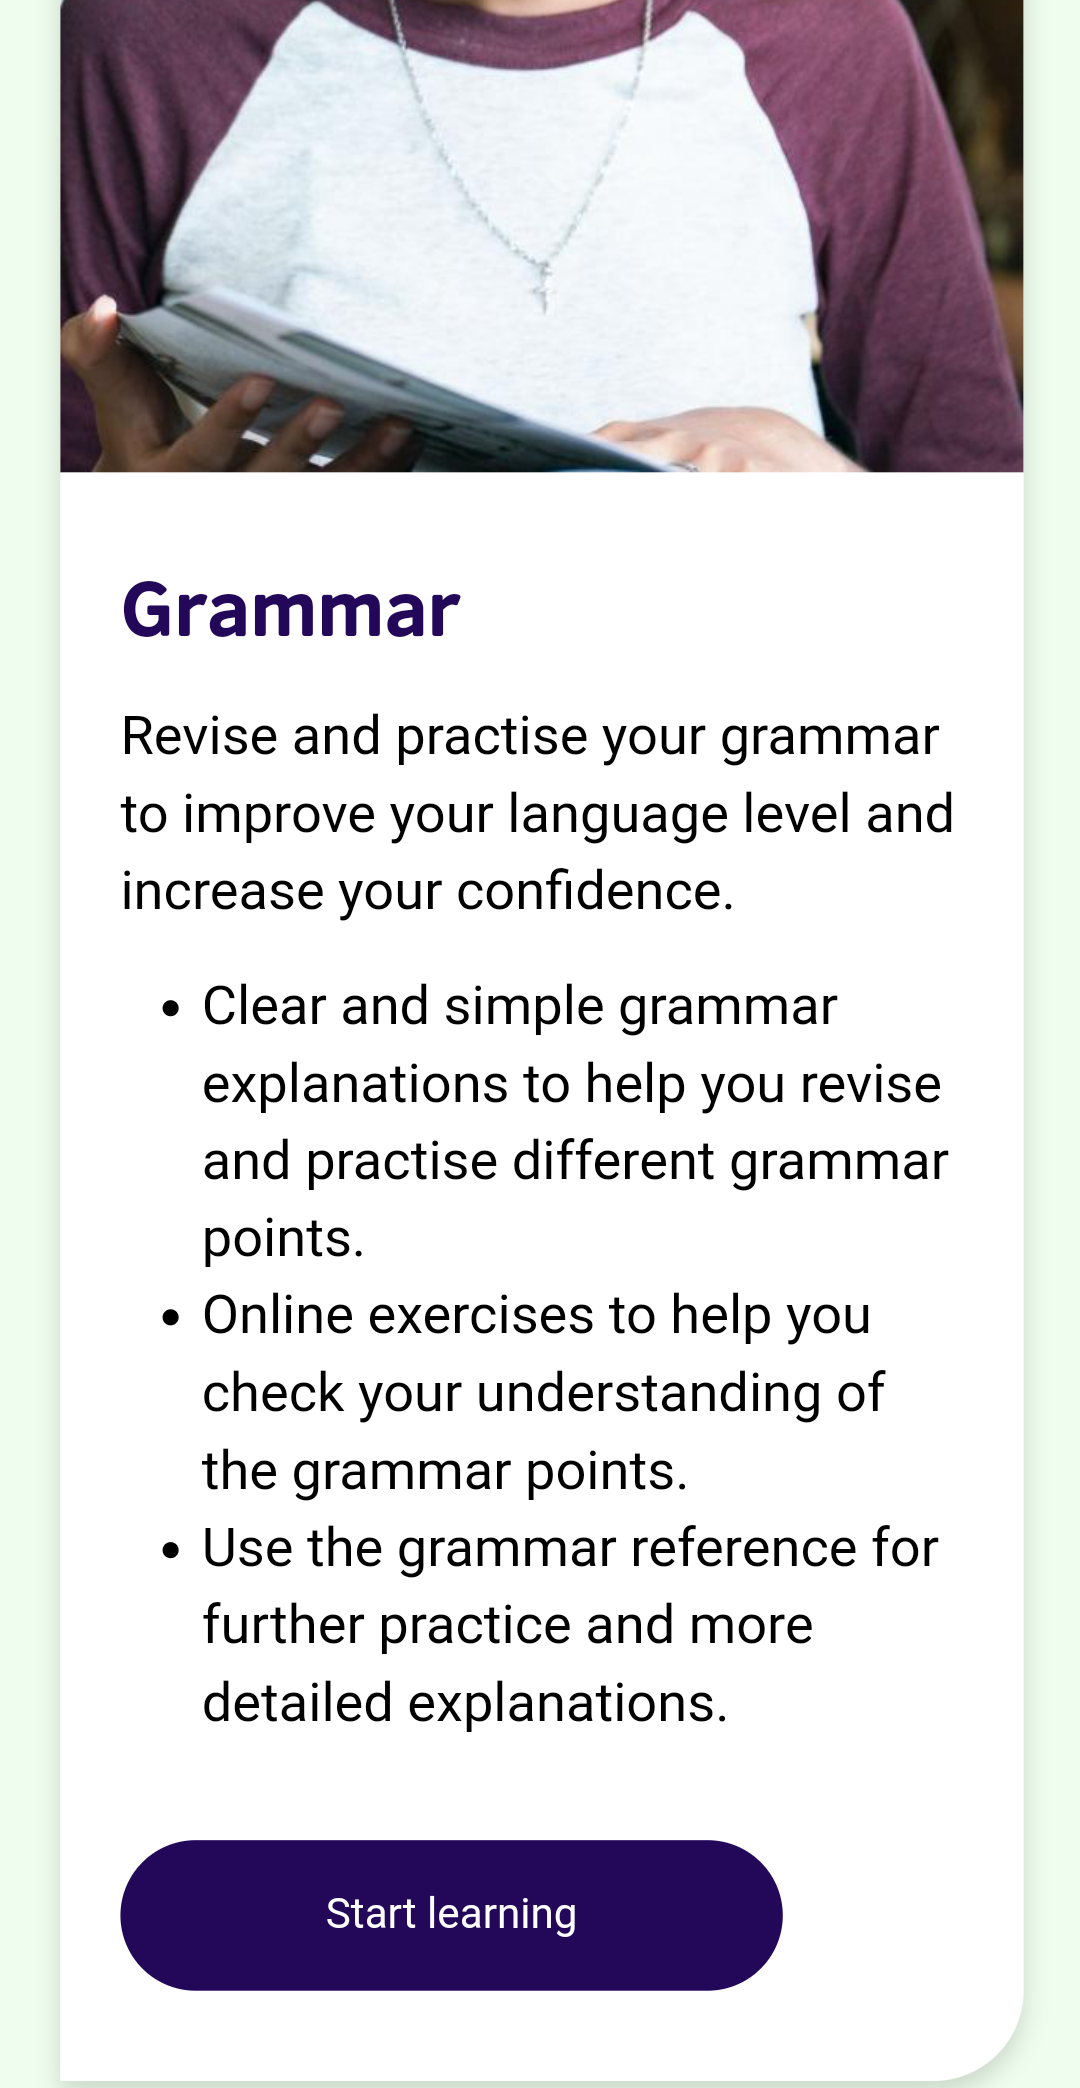 Grammar
Revise and practise your grammar
to improve your language level and
increase your confidence.
• Clear and simple grammar
explanations to help you revise
and practise different grammar
points.
• Online exercises to help you
check your understanding of
the grammar points.
• Use the grammar reference for
further practice and more
detailed explanations.
Start learning